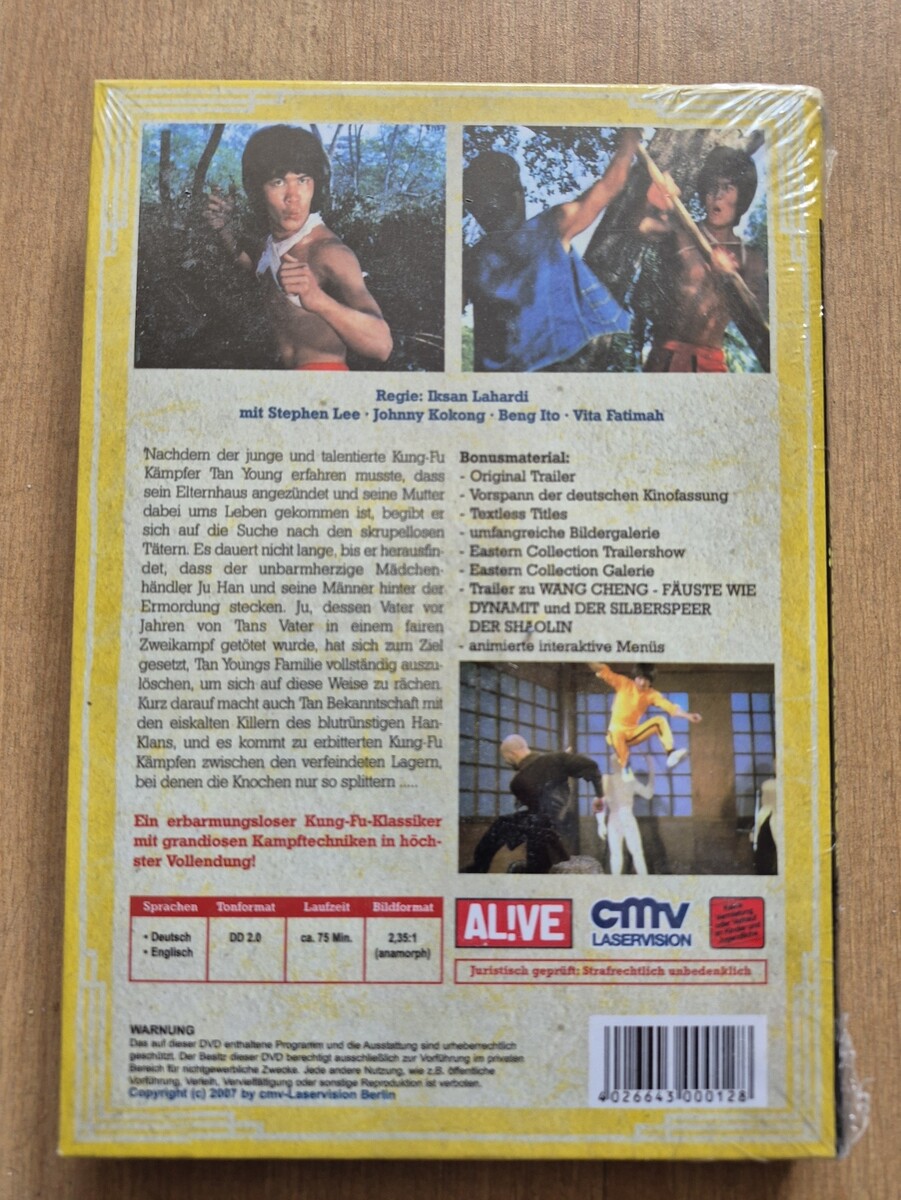 Regie: Iksan Lahardi
mit Stephen Lee · Johnny Kokong · Beng Ito · Vita Fatimah
Nachdem der junge und talentierte Kung-Fu
Kämpfer Tan Young erfahren musste, dass
sein Elternhaus angezündet und seine Mutter
dabei ums Leben gekommen ist, begibt er
sich auf die Suche nach den skrupellosen
Tätern. Es dauert nicht lange, bis er herausfin-
det, dass der unbarmherzige Mädchen-
händler Ju Han und seine Männer hinter der
Ermordung stecken. Ju, dessen Vater vor
Jahren von Tans Vater in einem fairen
Zweikampf getötet wurde, hat sich zum Ziel
gesetzt, Tan Youngs Familie vollständig auszu-
löschen, um sich auf diese Weise zu rächen.
Kurz darauf macht auch Tan Bekanntschaft mit
den eiskalten Killern des blutrünstigen Han-
Klans, und es kommt zu erbitterten Kung-Fu
Kämpfen zwischen den verfeindeten Lagern,
bei denen die Knochen nur so splittern .....
Ein erbarmungsloser Kung-Fu-Klassiker
mit grandiosen Kampftechniken in höch-
ster Vollendung!
Bonusmaterial:
- Original Trailer
- Vorspann der deutschen Kinofassung
- Textless Titles
- umfangreiche Bildergalerie
- Eastern Collection Trailershow
- Eastern Collection Galerie
- Trailer zu WANG CHENG - FÄUSTE WIE
DYNAMIT und DER SILBERSPEER
DER SHAOLIN
- animierte interaktive Menüs
Sprachen Tonformat Laufzeit Bildformat
• Deutsch DD 2.0 ca. 75 Min. 2,35:1
• Englisch (anamorph)
AL!VE
cmv
LASERVISION
Keine
Vermietung
oder Verkauf
an Kinder und
Jugendliche
Juristisch geprüft: Strafrechtlich unbedenklich
WARNUNG
Das auf dieser DVD enthaltene Programm und die Ausstattung sind urheberrechtlich
geschützt. Der Besitz dieser DVD berechtigt ausschließlich zur Vorführung im privaten
Bereich für nichtgewerbliche Zwecke. Jede andere Nutzung, wie z.B. öffentliche
Vorführung, Verleih, Vervielfältigung oder sonstige Reproduktion ist verboten.
Copyright (c) 2007 by cmv-Laservision Berlin
4 026643 000128